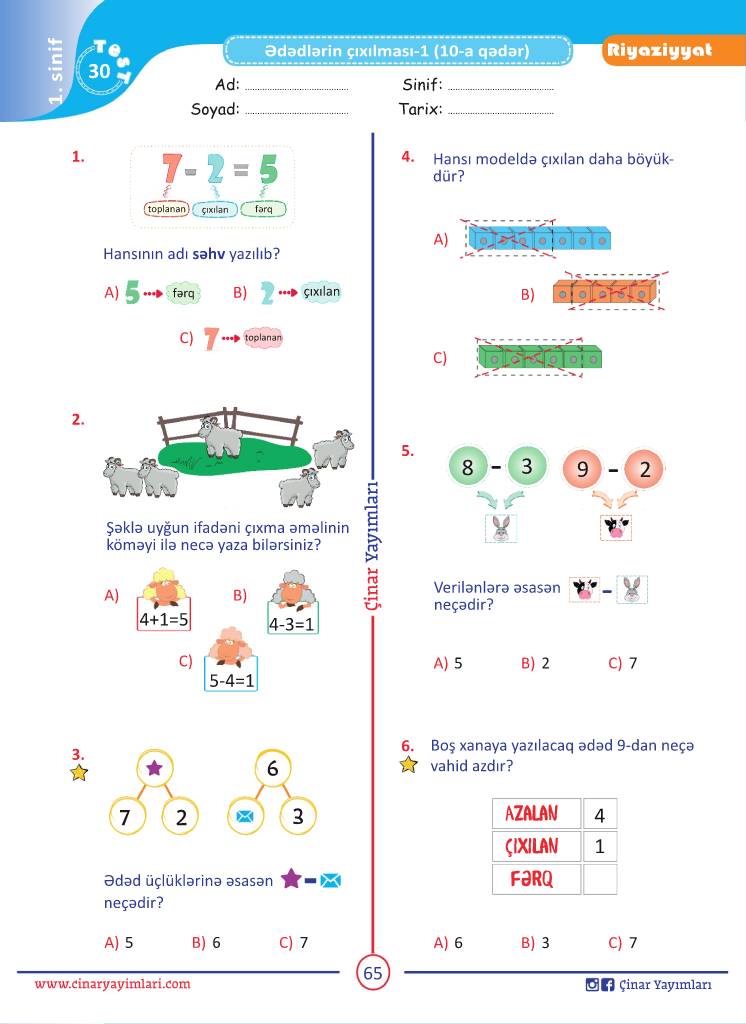 1. sinif
TEST
30
Ədədlərin çıxılması-1 (10-a qədər)
Riyaziyyat
Ad: ........................................
Sinif: ........................................
Soyad: ........................................
Tarix: ........................................
1.
7 - 2 = 5
toplanan çıxılan fərq
Hansının adı səhv yazılıb?
A) 5 fərq B) 2 çıxılan
C) 7 toplanan
2.
Şəklə uyğun ifadəni çıxma əməlinin
köməyi ilə necə yaza bilərsiniz?
A) 4+1=5 B) 4-3=1
C) 5-4=1
3.
6
7 2 3
Ədəd üçlüklərinə əsasən -
neçədir?
A) 5 B) 6 C) 7
Çinar Yayımları
4. Hansı modeldə çıxılan daha böyük-
dür?
A)
B)
C)
5.
8 - 3 9 - 2
Verilənlərə əsasən -
neçədir?
A) 5 B) 2 C) 7
6. Boş xanaya yazılacaq ədəd 9-dan neçə
vahid azdır?
AZALAN 4
ÇIXILAN 1
FƏRQ
A) 6 B) 3 C) 7
www.cinaryayimlari.com
65
Çinar Yayımları